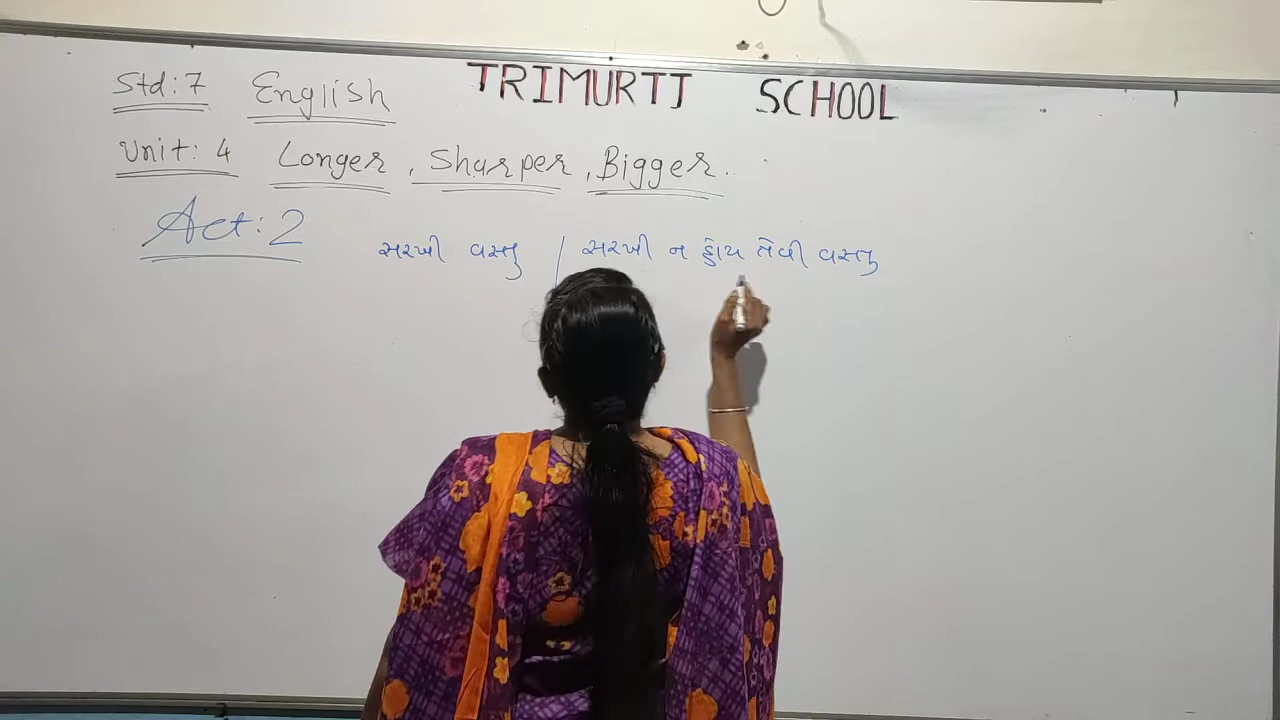 TRIMURTI SCHOOL
Std: 7 English
Unit: 4 Longer, Sharper, Bigger..
Act: 2
સરખી વસ્તુ / સરખી ન હોય તેવી વસ્તુ